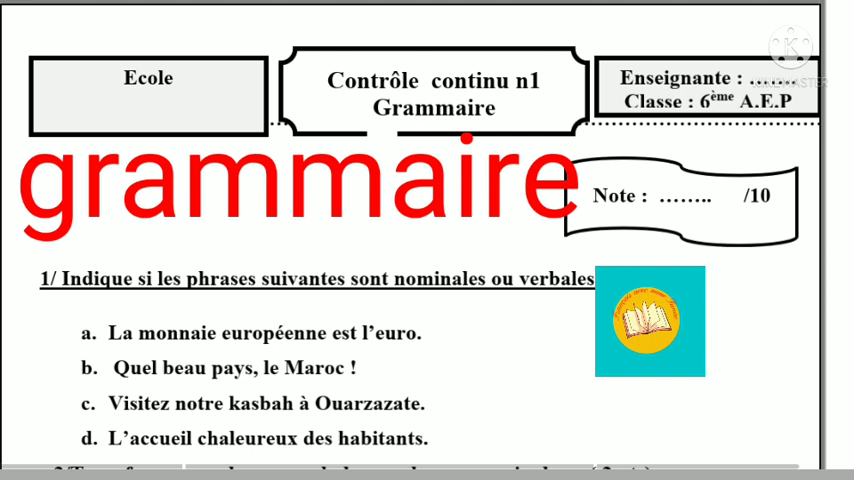 Ecole
Contrôle continu n1
Grammaire
Enseignante : .......
Classe : 6ème A.E.P
grammaire
Note : ........ /10
1/ Indique si les phrases suivantes sont nominales ou verbales
a. La monnaie européenne est l'euro.
b. Quel beau pays, le Maroc !
c. Visitez notre kasbah à Ouarzazate.
d. L'accueil chaleureux des habitants.